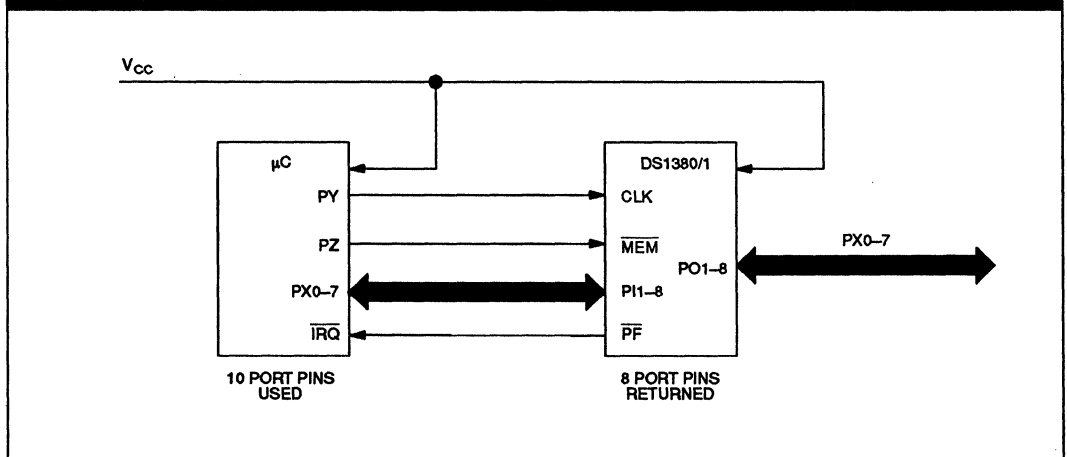 VCC
μC
DS1380/1
PY
CLK
PZ
MEM
PX0–7
PI1–8
PO1–8
PX0–7
IRQ
PF
10 PORT PINS
USED
8 PORT PINS
RETURNED